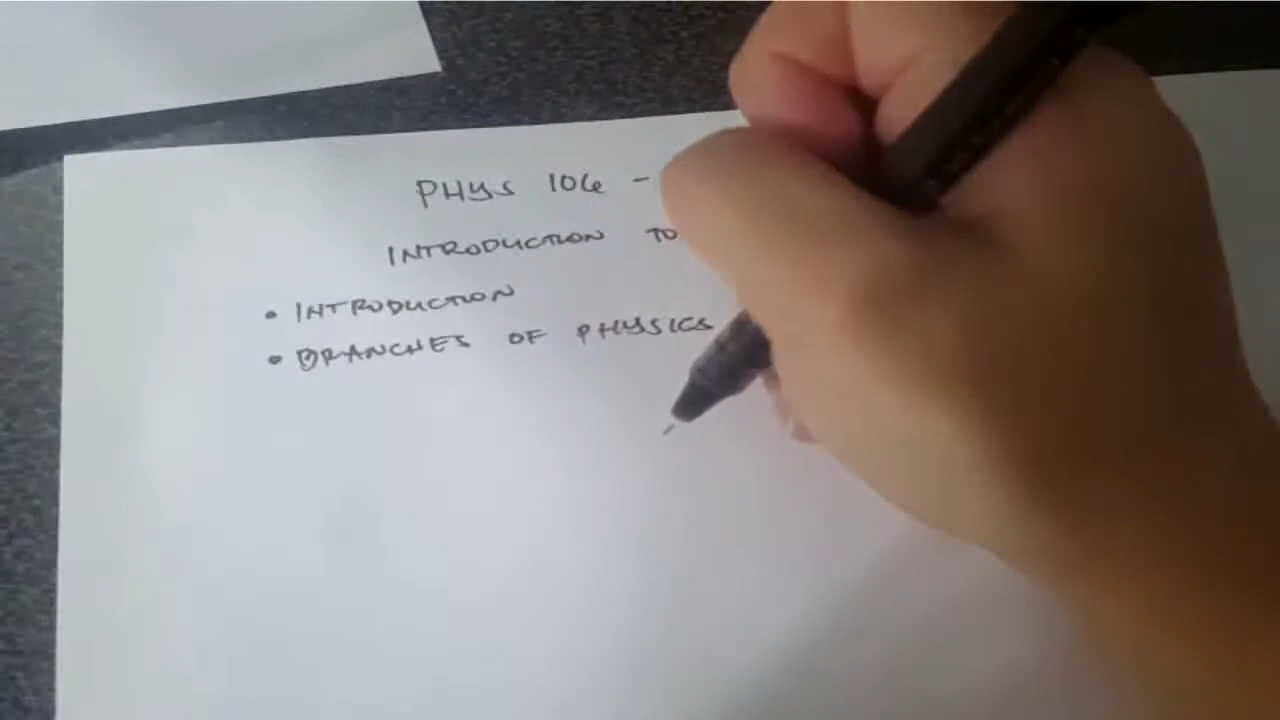 PHYS 106 -
INTRODUCTION TO
• INTRODUCTION
• BRANCHES OF PHYSICS